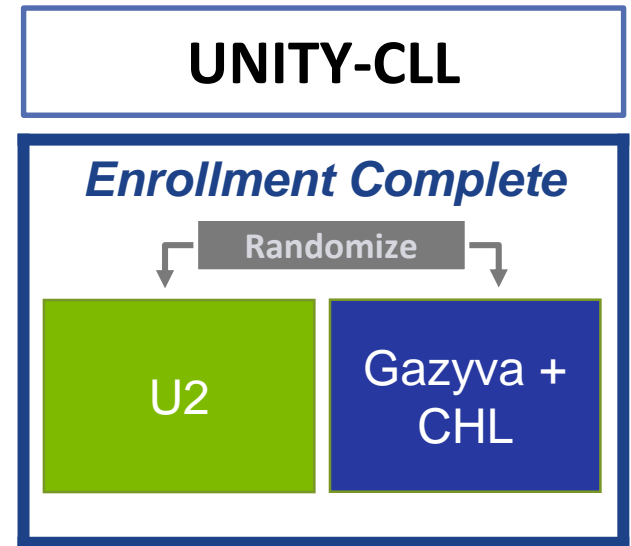 UNITY-CLL
Enrollment Complete
Randomize
U2
Gazyva +
CHL